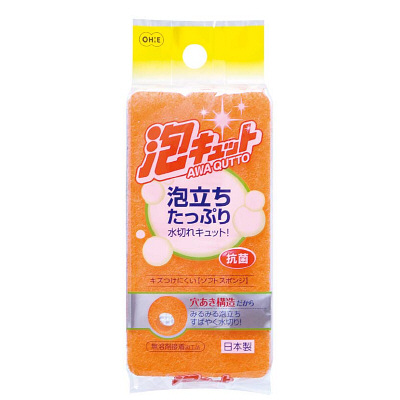 OH:E
泡キュット
AWA QUTTO
泡立ち
たっぷり
水切れキュット!
抗菌
キズつけにくい【ソフトスポンジ】
穴あき構造だから
みるみる泡立ち
すばやく水切り!
日本製